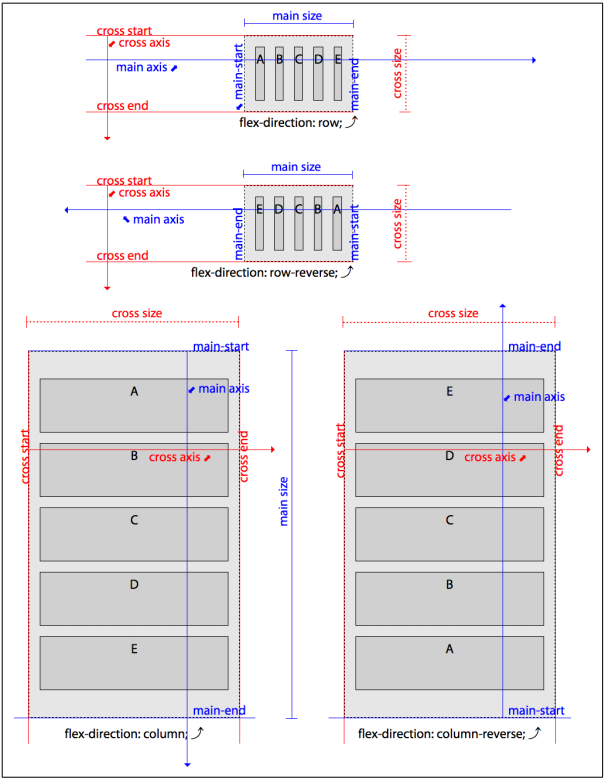 main size
cross start
cross axis
main axis
main-start
A B C D E
main-end
cross size
cross end
flex-direction: row;
main size
cross start
cross axis
main axis
main-end
E D C B A
main-start
cross size
cross end
flex-direction: row-reverse;
cross size
main-start
A
main axis
cross start
B
cross axis
cross end
C
D
E
main-end
flex-direction: column;
main size
cross size
main-end
E
main axis
cross start
D
cross axis
cross end
C
B
A
main-start
flex-direction: column-reverse;